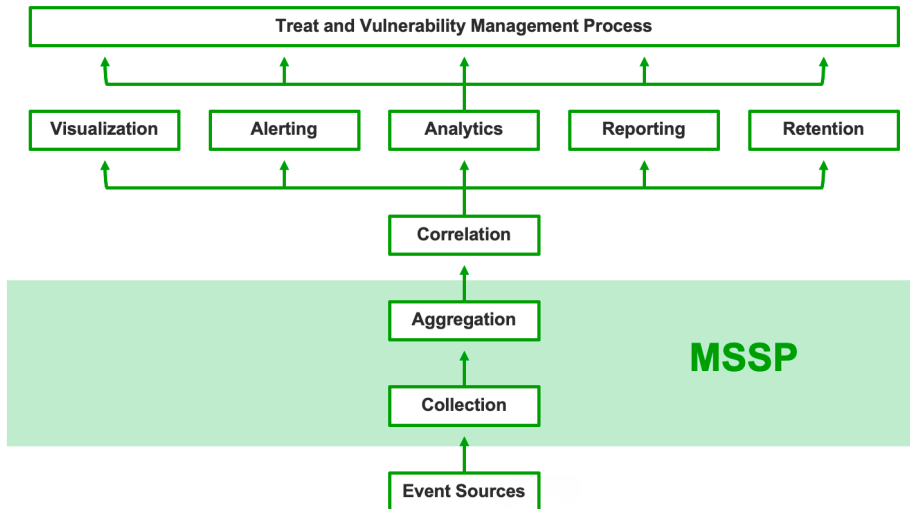 Treat and Vulnerability Management Process
Visualization
Alerting
Analytics
Reporting
Retention
Correlation
Aggregation
MSSP
Collection
Event Sources